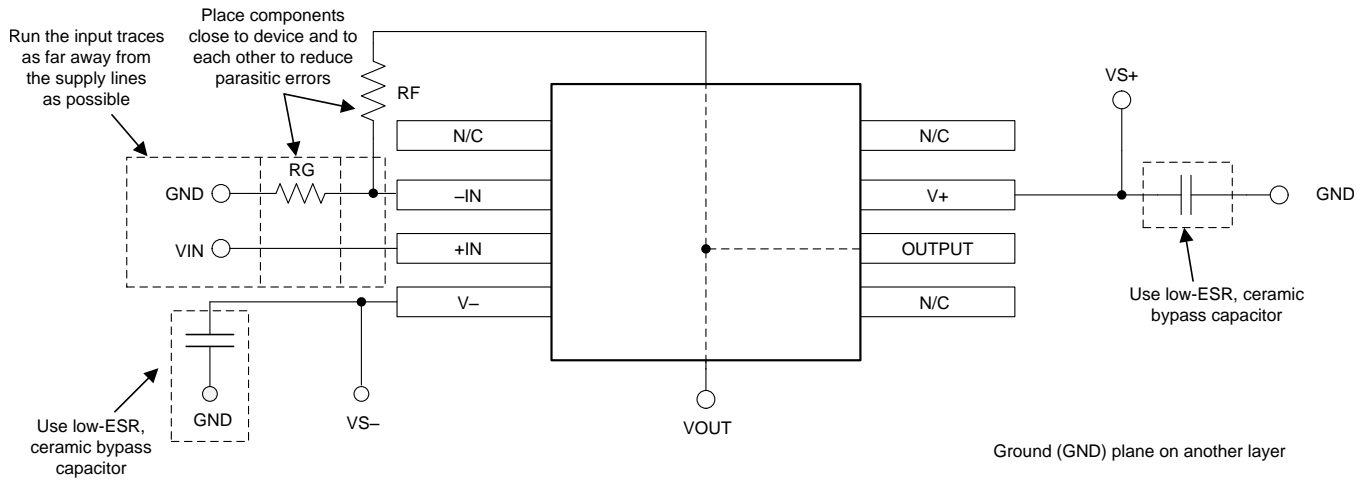 Place components
close to device and to
each other to reduce
parasitic errors
Run the input traces
as far away from
the supply lines
as possible
RF
VS+
N/C
N/C
RG
GND
–IN
V+
GND
VIN
+IN
OUTPUT
V–
N/C
Use low-ESR, ceramic
bypass capacitor
GND
VS–
VOUT
Use low-ESR,
ceramic bypass
capacitor
Ground (GND) plane on another layer